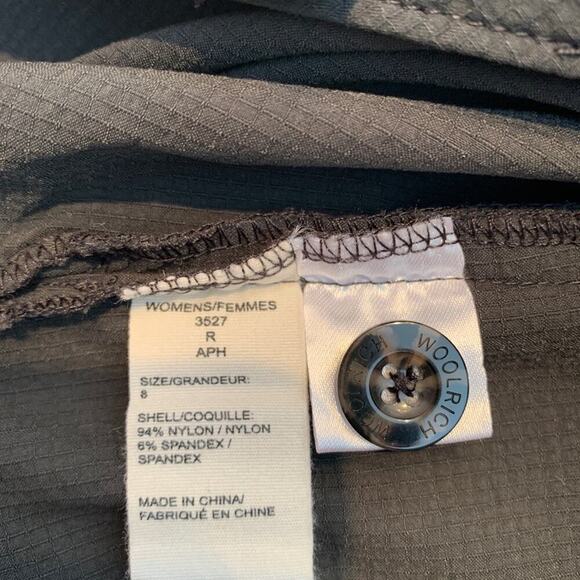 WOMENS/FEMMES
3527
R
APH
SIZE/GRANDEUR:
8
SHELL/COQUILLE:
94% NYLON / NYLON
6% SPANDEX /
SPANDEX
MADE IN CHINA/
FABRIQUÉ EN CHINE
WOOLRICH
WOOLRICH